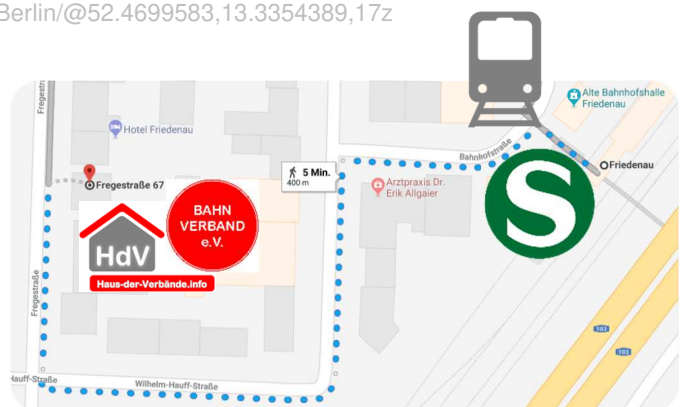 Berlin/@52.4699583,13.3354389,17z
Alte Bahnhofshalle
Friedenau
Hotel Friedenau
Bahnhofstraße
Friedenau
5 Min.
400 m
Arztpraxis Dr.
Erik Allgaier
Fregestraße 67
BAHN
VERBAND
e.V.
HdV
Haus-der-Verbände.info
S
Fregestraße
103
103
Wilhelm-Hauff-Straße
Hauff-Straße